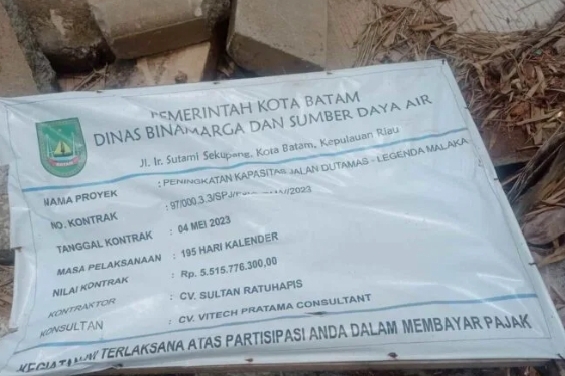 PEMERINTAH KOTA BATAM
DINAS BINAMARGA DAN SUMBER DAYA AIR
Jl. Ir. Sutami Sekupang, Kota Batam, Kepulauan Riau
NAMA PROYEK : PENINGKATAN KAPASITAS JALAN DUTAMAS - LEGENDA MALAKA
NO. KONTRAK : 97/000.3.3/SPJ/
TANGGAL KONTRAK : 04 MEI 2023
MASA PELAKSANAAN : 195 HARI KALENDER
NILAI KONTRAK : Rp. 5.515.776.300,00
KONTRAKTOR : CV. SULTAN RATUHAPIS
KONSULTAN : CV. VITECH PRATAMA CONSULTANT
KEGIATAN INI TERLAKSANA ATAS PARTISIPASI ANDA DALAM MEMBAYAR PAJAK